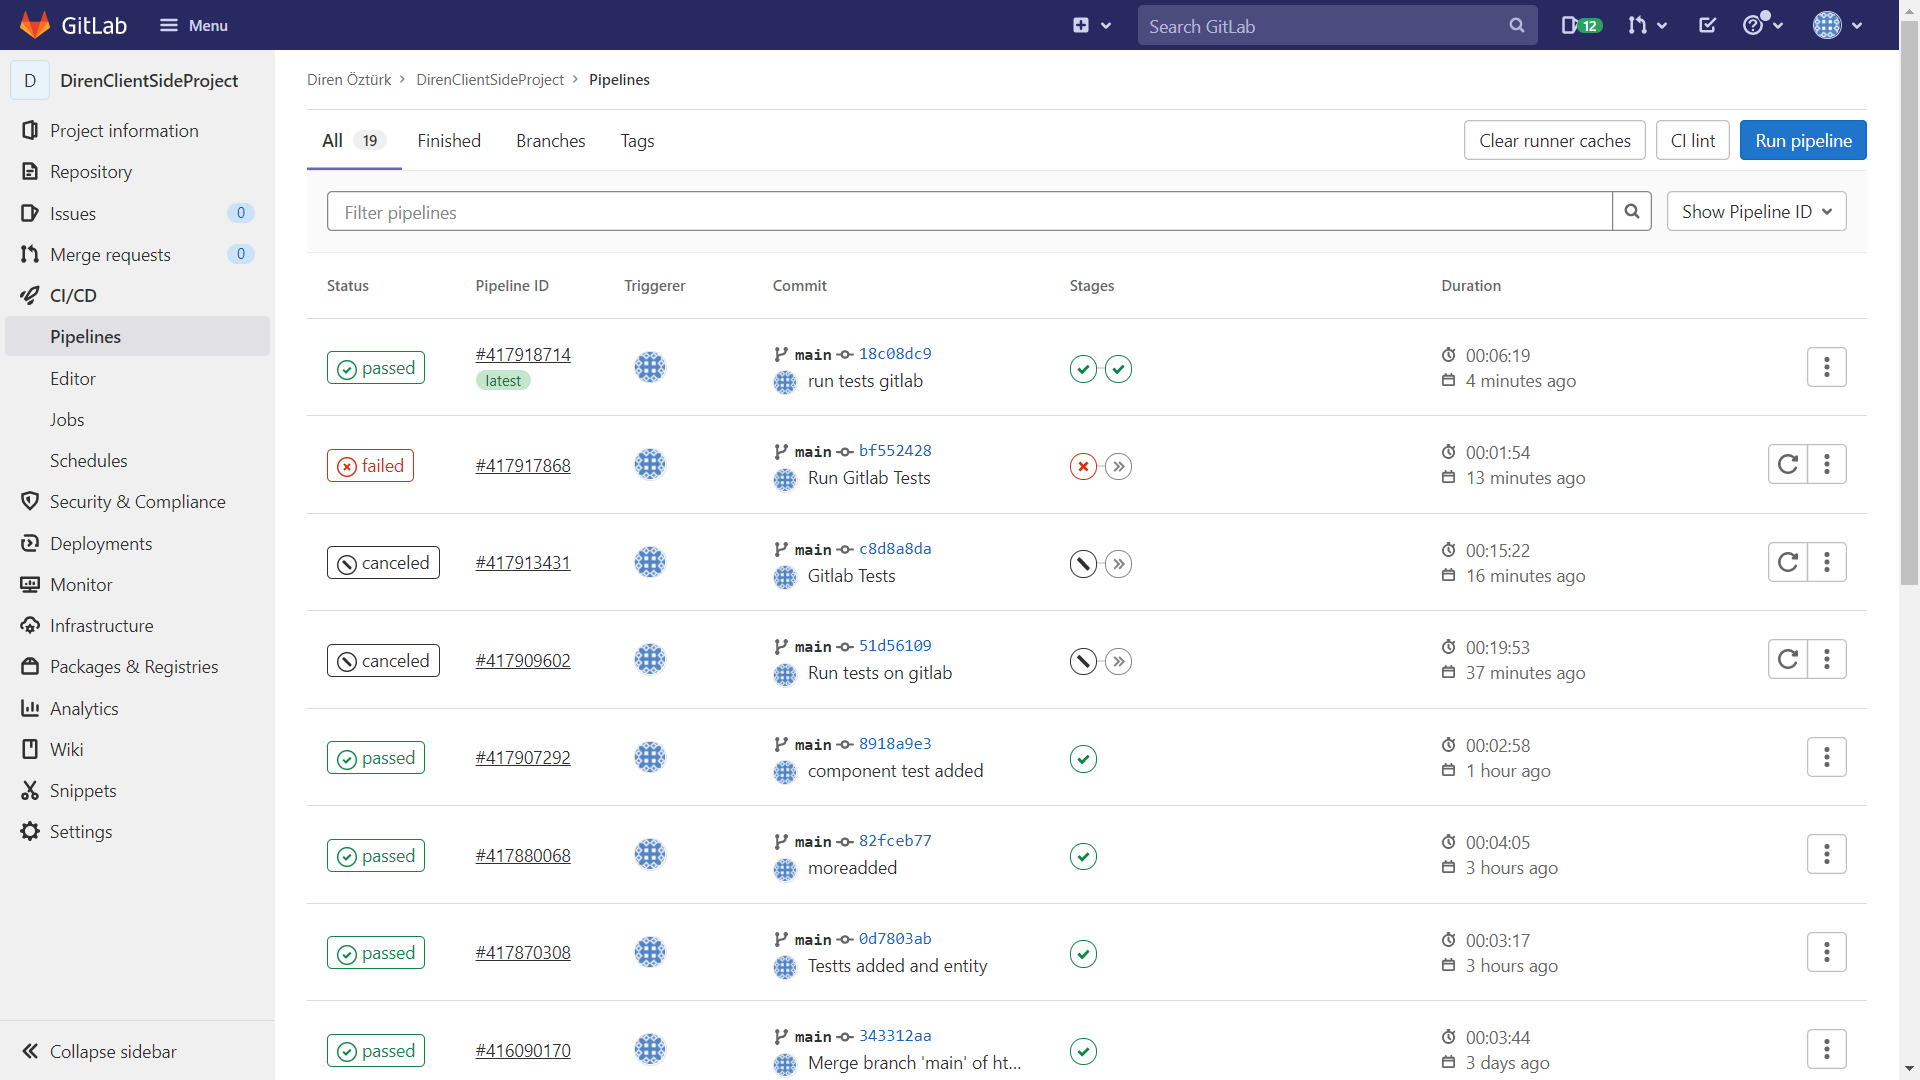 GitLab
Menu
Search GitLab
12
D
DirenClientSideProject
Project information
Repository
Issues 0
Merge requests 0
CI/CD
Pipelines
Editor
Jobs
Schedules
Security & Compliance
Deployments
Monitor
Infrastructure
Packages & Registries
Analytics
Wiki
Snippets
Settings
Collapse sidebar
Diren Öztürk > DirenClientSideProject > Pipelines
All 19 Finished Branches Tags
Clear runner caches CI lint Run pipeline
Filter pipelines
Show Pipeline ID
Status Pipeline ID Triggerer Commit Stages Duration
passed #417918714 main 18c08dc9 00:06:19
latest run tests gitlab 4 minutes ago
failed #417917868 main bf552428 00:01:54
Run Gitlab Tests 13 minutes ago
canceled #417913431 main c8d8a8da 00:15:22
Gitlab Tests 16 minutes ago
canceled #417909602 main 51d56109 00:19:53
Run tests on gitlab 37 minutes ago
passed #417907292 main 8918a9e3 00:02:58
component test added 1 hour ago
passed #417880068 main 82fceb77 00:04:05
moreadded 3 hours ago
passed #417870308 main 0d7803ab 00:03:17
Testts added and entity 3 hours ago
passed #416090170 main 343312aa 00:03:44
Merge branch 'main' of ht... 3 days ago